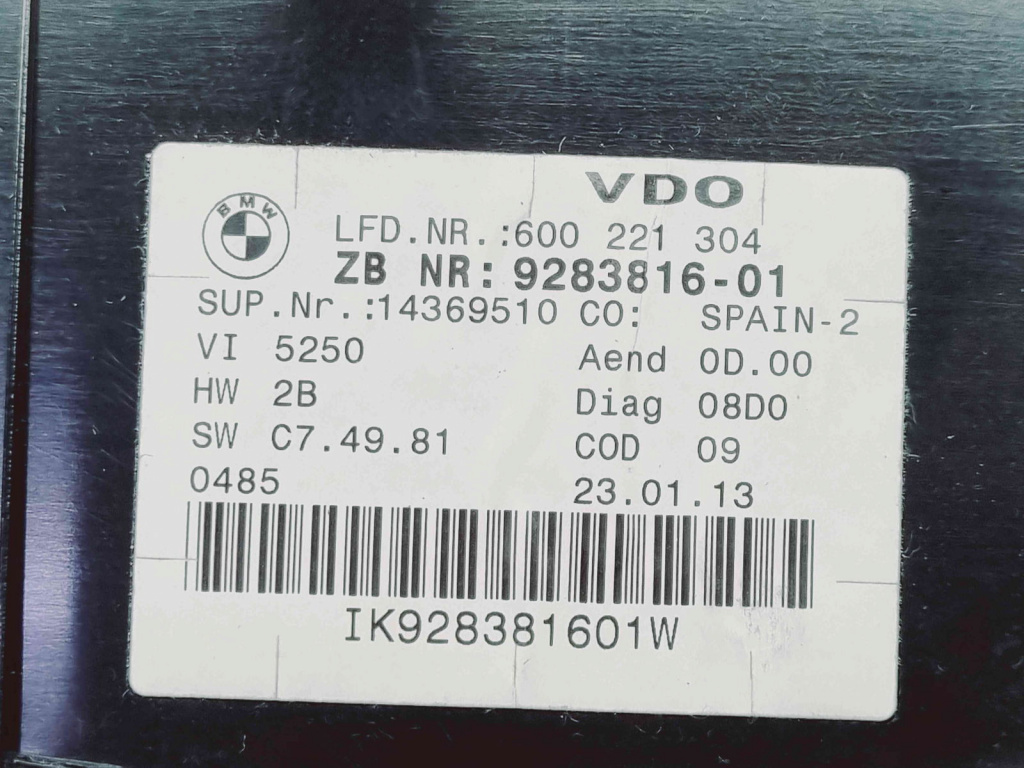 VDO
BMW
LFD.NR.:600 221 304
ZB NR: 9283816-01
SUP.Nr.:14369510 CO: SPAIN-2
VI 5250 Aend 0D.00
HW 2B Diag 08D0
SW C7.49.81 COD 09
0485 23.01.13
IK928381601W